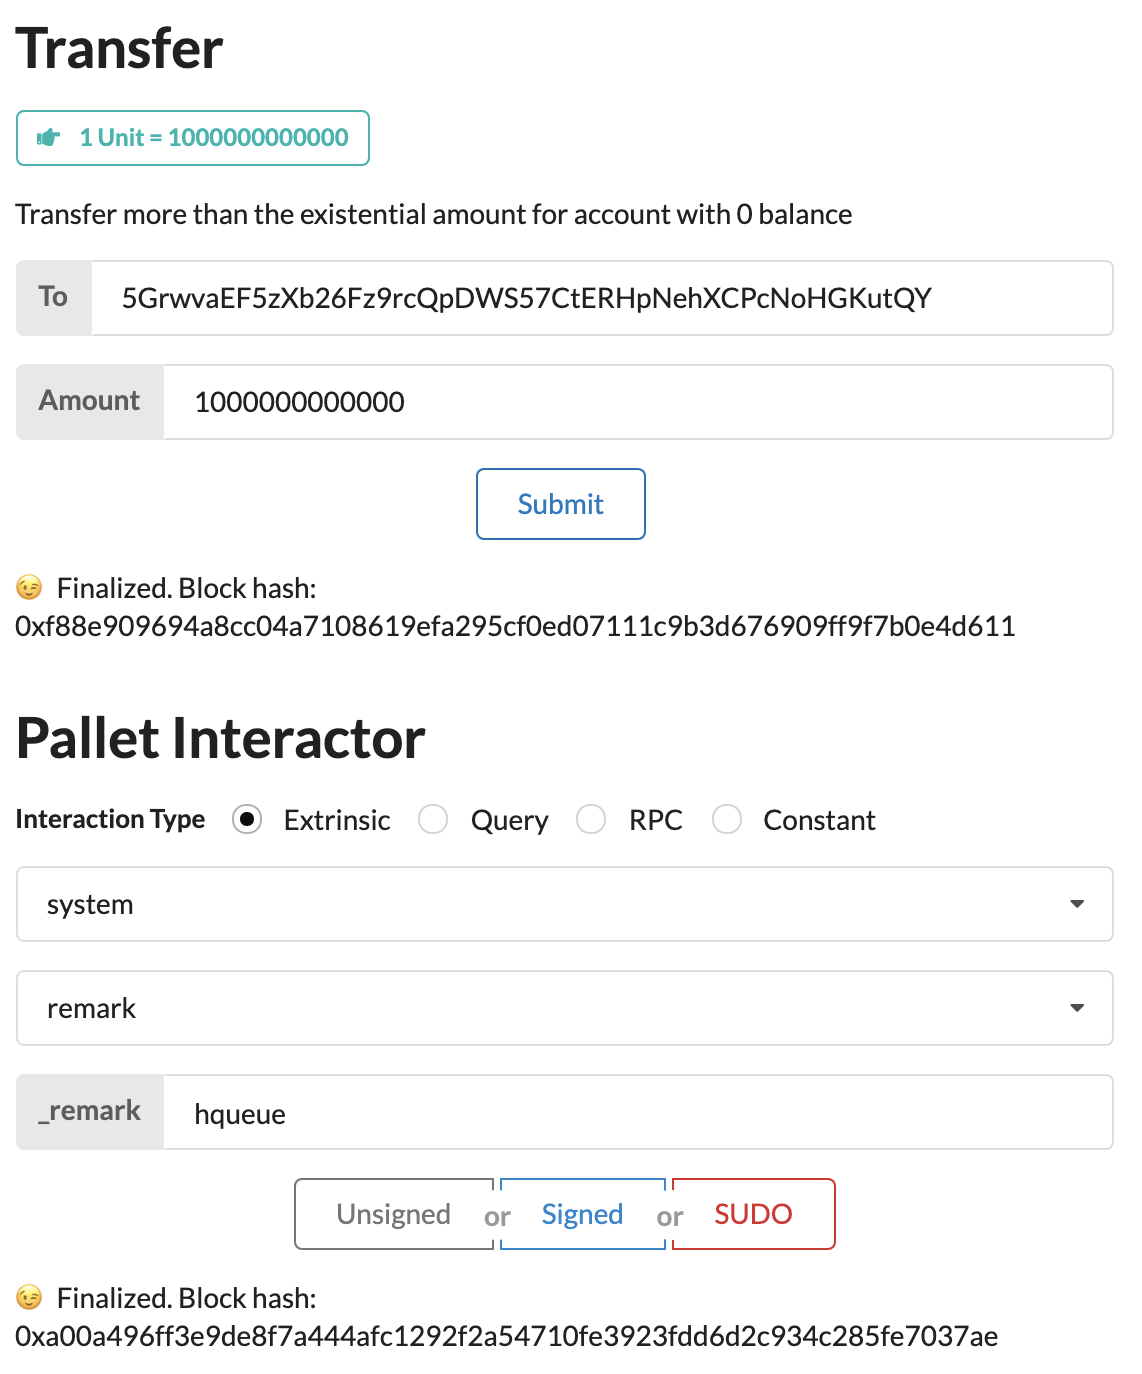 Transfer
1 Unit = 1000000000000
Transfer more than the existential amount for account with 0 balance
To 5GrwvaEF5zXb26Fz9rcQpDWS57CtERHpNehXCPcNoHGKutQY
Amount 1000000000000
Submit
😉 Finalized. Block hash:
0xf88e909694a8cc04a7108619efa295cf0ed07111c9b3d676909ff9f7b0e4d611
Pallet Interactor
Interaction Type Extrinsic Query RPC Constant
system
remark
_remark hqueue
Unsigned or Signed or SUDO
😉 Finalized. Block hash:
0xa00a496ff3e9de8f7a444afc1292f2a54710fe3923fdd6d2c934c285fe7037ae